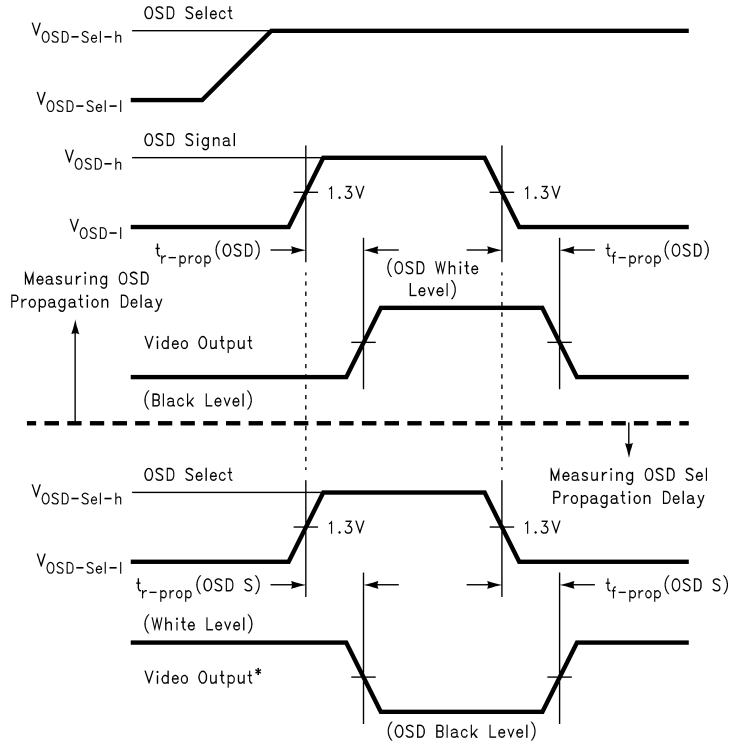 OSD Select
VOSD-Sel-h
VOSD-Sel-l
OSD Signal
VOSD-h
1.3V 1.3V
VOSD-l
tr-prop(OSD) tf-prop(OSD)
(OSD White
Level)
Measuring OSD
Propagation Delay
Video Output
(Black Level)
OSD Select
Measuring OSD Sel
Propagation Delay
VOSD-Sel-h
1.3V 1.3V
VOSD-Sel-l
tr-prop(OSD S) tf-prop(OSD S)
(White Level)
Video Output*
(OSD Black Level)